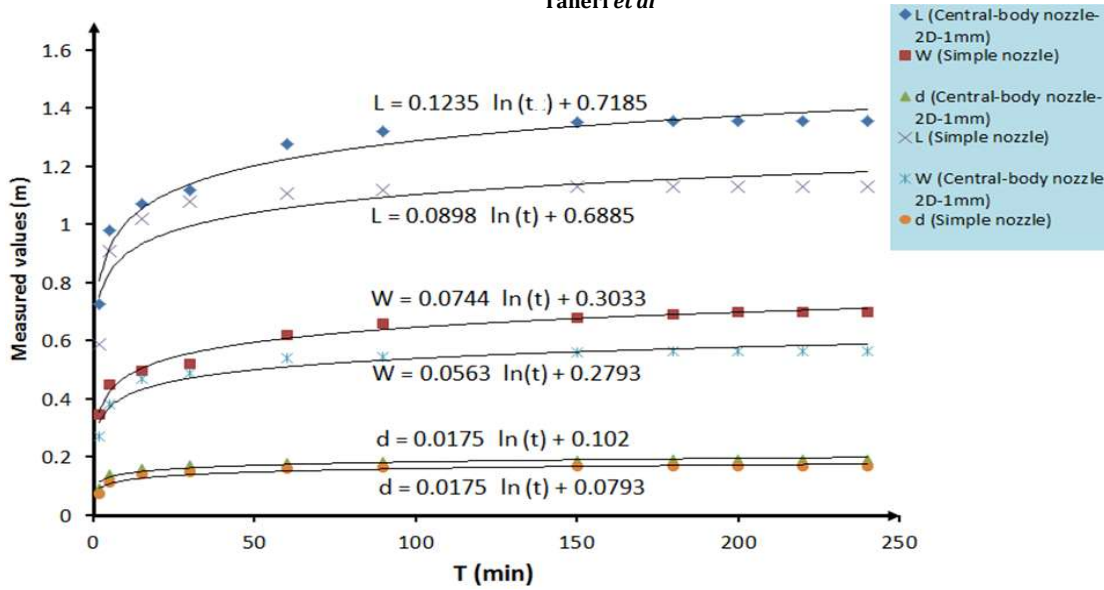 Taheri et al
L (Central-body nozzle-
2D-1mm)
W (Simple nozzle)
d (Central-body nozzle-
2D-1mm)
L (Simple nozzle)
W (Central-body nozzle
2D-1mm)
d (Simple nozzle)
Measured values (m)
1.6
1.4
1.2
1
0.8
0.6
0.4
0.2
0
L = 0.1235 ln (t. ) + 0.7185
L = 0.0898 ln(t) + 0.6885
W = 0.0744 ln (t) + 0.3033
W = 0.0563 ln(t) + 0.2793
d = 0.0175 ln (t) + 0.102
d = 0.0175 ln(t) + 0.0793
0 50 100 150 200 250
T (min)